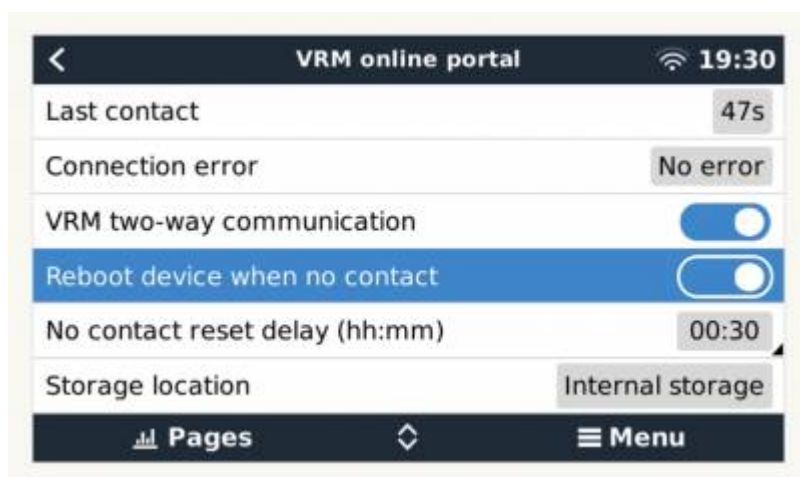 VRM online portal 19:30
Last contact 47s
Connection error No error
VRM two-way communication
Reboot device when no contact
No contact reset delay (hh:mm) 00:30
Storage location Internal storage
Pages Menu